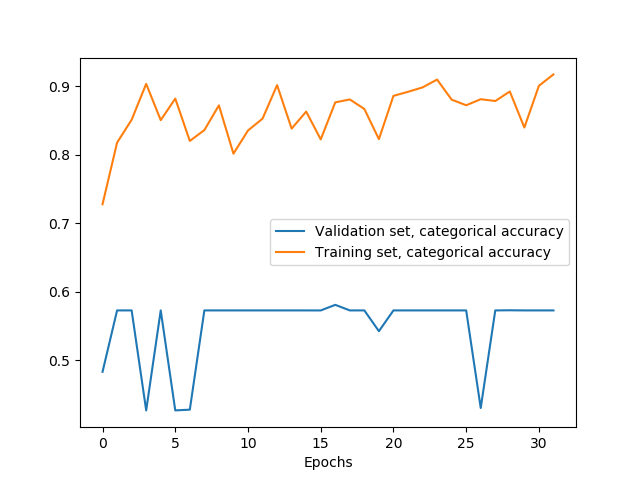 0.9
0.8
0.7
Validation set, categorical accuracy
Training set, categorical accuracy
0.6
0.5
0 5 10 15 20 25 30
Epochs